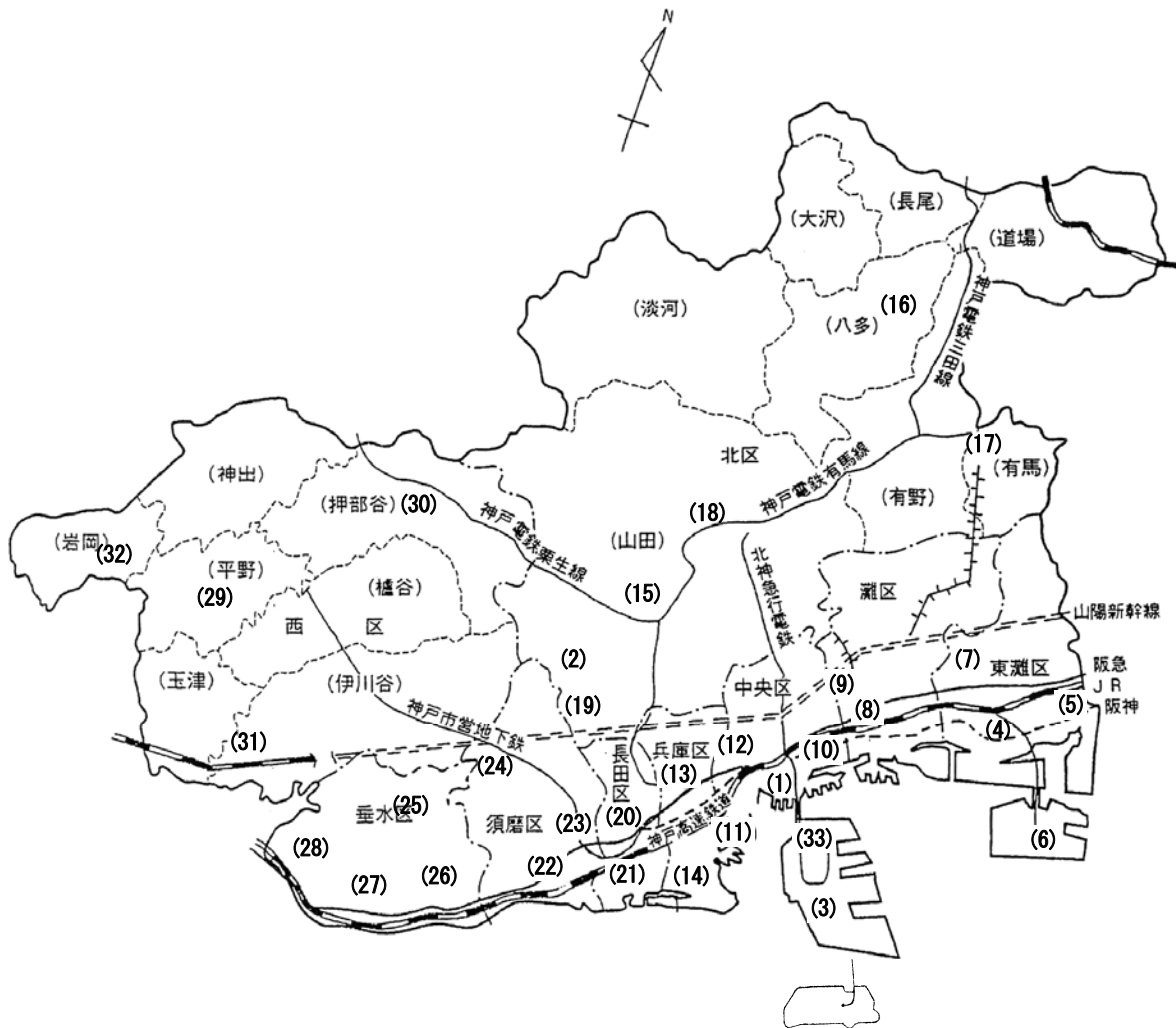 N
(長尾)
(大沢)
(道場)
(淡河)
(八多)
(16)
神戸電鉄三田線
北区
(17)
(有馬)
神戸電鉄有馬線
(有野)
(神出)
(押部谷)
(30)
神戸電鉄粟生線
(18)
(山田)
(岩岡)
(32)
(平野)
(29)
(櫨谷)
(15)
北神急行電鉄
灘区
山陽新幹線
西区
(2)
(7)
東灘区
阪急
JR
阪神
(玉津)
(伊川谷)
中央区
(9)
(19)
神戸市営地下鉄
(8)
(4)
(5)
(31)
(24)
長田区
兵庫区
(12)
(10)
(13)
(1)
垂水区
(25)
須磨区
(23)
(20)
神戸高速鉄道
(11)
(33)
(6)
(28)
(27)
(26)
(22)
(21)
(14)
(3)